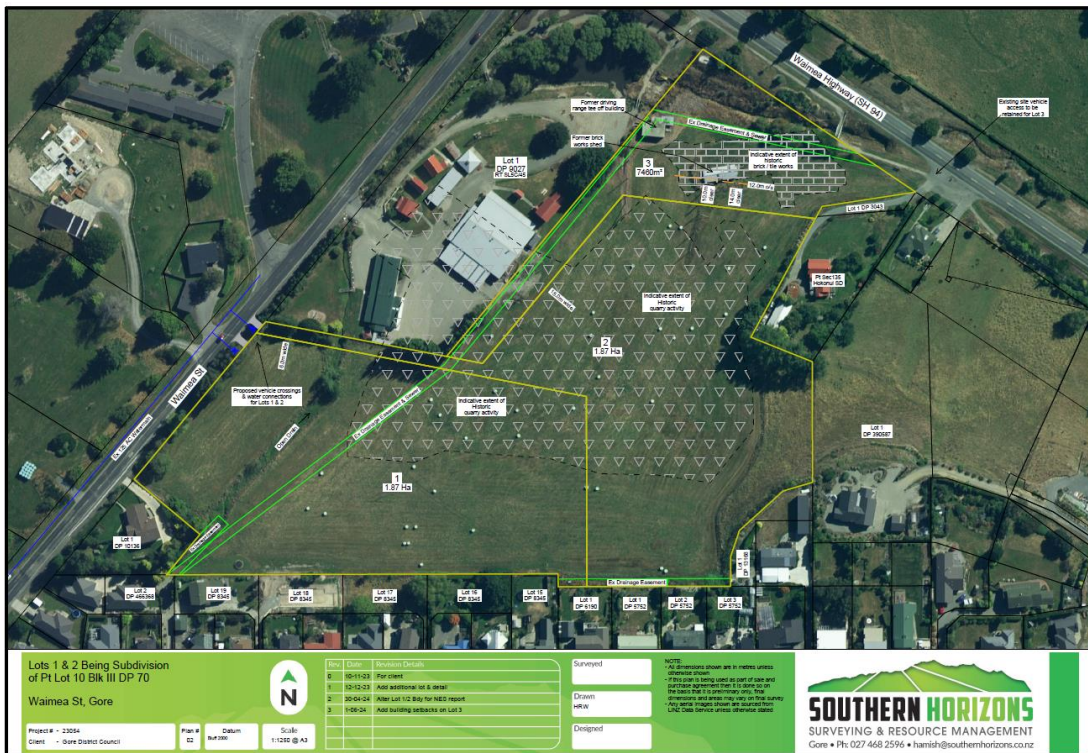 Waimea Highway (SH 94)
Existing site vehicle
access to be
retained for Lot 3
Former driving
range tee off building
Former brick
works shed
Ex Drainage Easement & Sewer
Indicative extent of
historic
brick / tile works
3
7460m²
12.0m o/s
Lot 1
DP 9027
Lot 1 DP 3043
Pt Sec135
Hokonui SD
Indicative extent of
Historic
quarry activity
2
1.87 Ha
Waimea St
Proposed vehicle crossings
& water connections
for Lots 1 & 2
Open Drain
Ex Drainage Easement & Sewer
Indicative extent of
Historic
quarry activity
1
1.87 Ha
Lot 1
DP 390587
Lot 1
DP 10136
Lot 2
Lot 19
DP 8345
Lot 18
DP 8345
Lot 17
DP 8345
Lot 16
DP 8345
Lot 15
DP 8345
Ex Drainage Easement
Lot 1
DP 6190
Lot 1
DP 5752
Lot 2
DP 5752
Lot 3
DP 5752
Lot 1
Lots 1 & 2 Being Subdivision
of Pt Lot 10 Blk III DP 70
Waimea St, Gore
Project # - 23054
Client - Gore District Council
Plan #
02
Datum
Bluff 2000
Scale
1:1250 @ A3
N
Rev. Date Revision Details
0 10-11-23 For client
1 12-12-23 Add additional lot & detail
2 30-04-24 Alter Lot 1/2 Bdy for NES report
3 1-06-24 Add building setbacks on Lot 3
Surveyed
Drawn
HRW
Designed
NOTE:
- All dimensions shown are in metres unless
otherwise shown
- If this plan is being used as part of sale and
purchase agreement then it is done so on
the basis that it is preliminary only, final
dimensions and areas may vary on final survey
- Any aerial images shown are sourced from
LINZ Data Service unless otherwise stated
SOUTHERN HORIZONS
SURVEYING & RESOURCE MANAGEMENT
Gore • Ph: 027 468 2596 • hamish@southernhorizons.co.nz